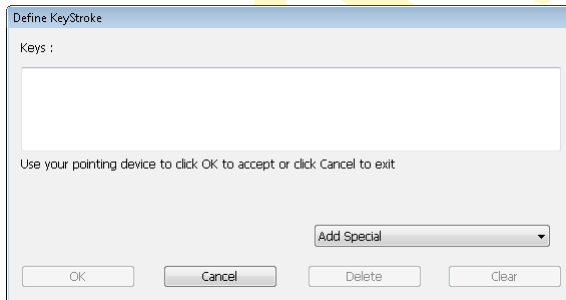 Define KeyStroke
Keys :
Use your pointing device to click OK to accept or click Cancel to exit
Add Special
OK Cancel Delete Clear